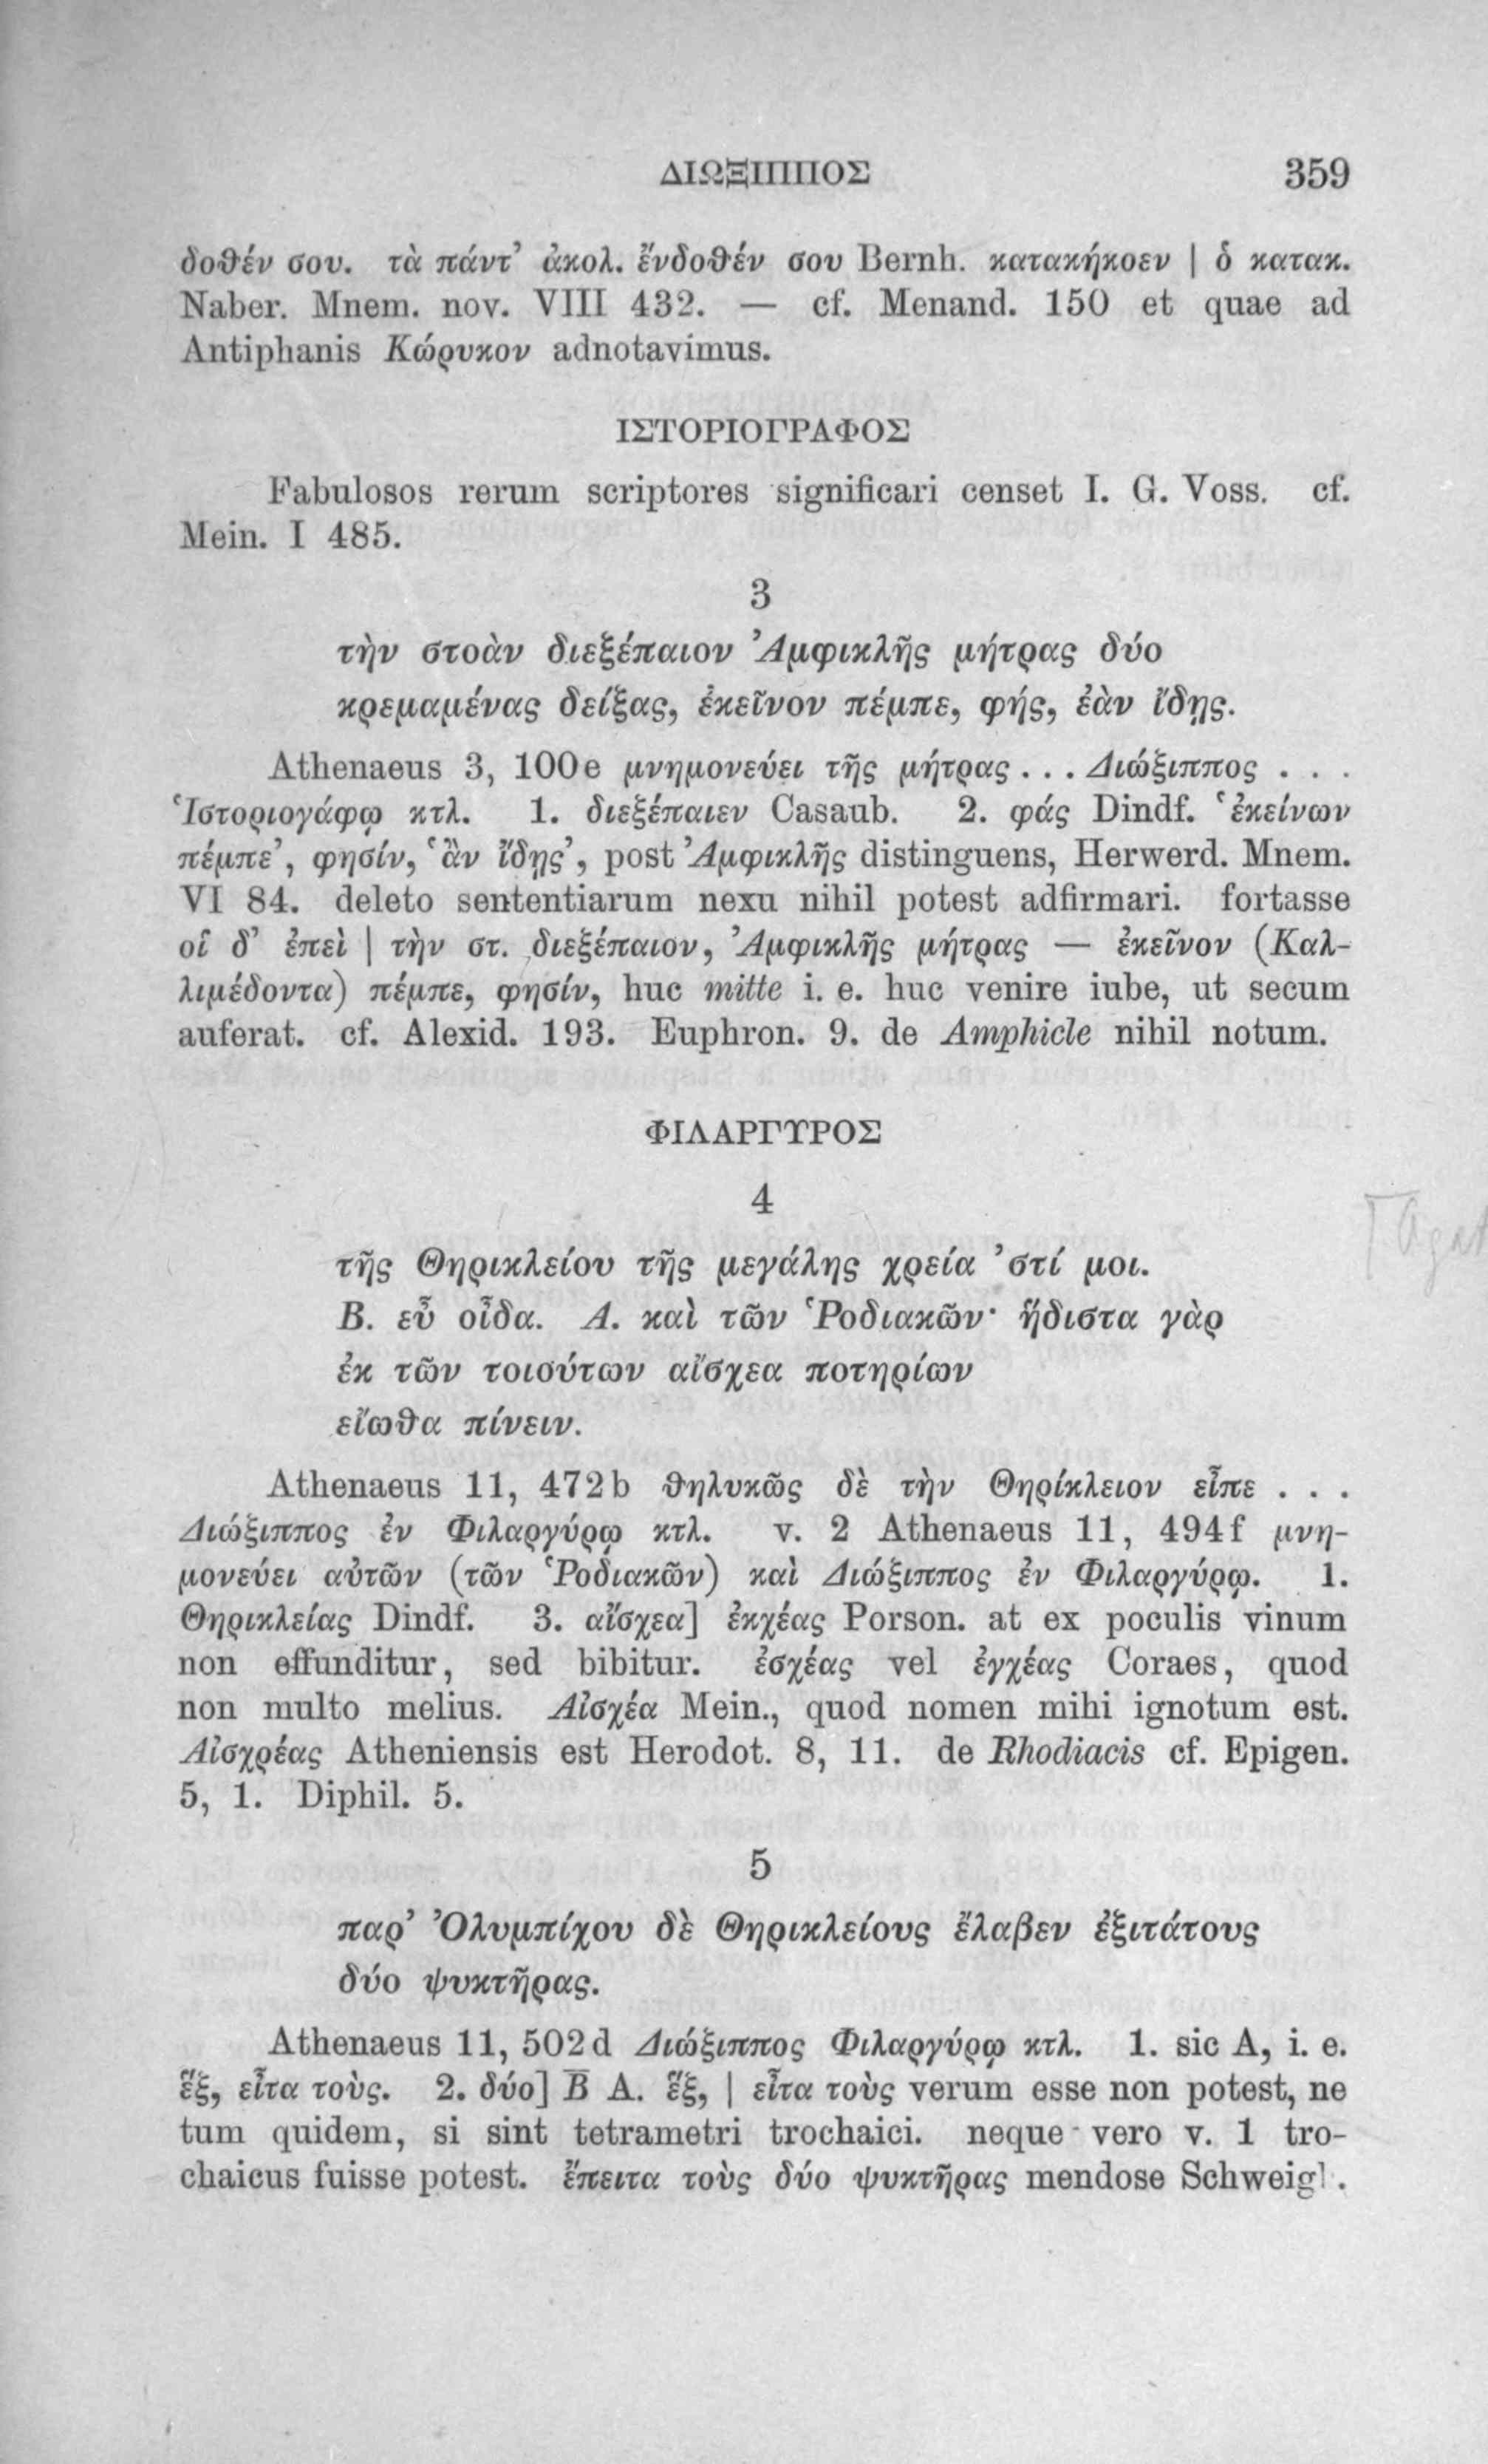 ΔΙΩΞΙΠΠΟΣ 359
δοθέν σου. τὰ πάντ’ ἀκολ. ἔνδοθέν σου Bernh. κατακήκοεν | ὁ κατακ.
Naber. Mnem. nov. VIII 432. — cf. Menand. 150 et quae ad
Antiphanis Κώρυκον adnotavimus.
ΙΣΤΟΡΙΟΓΡΑΦΟΣ
Fabulosos rerum scriptores significari censet I. G. Voss. cf.
Mein. I 485.
3
τὴν στοὰν διεξέπαιον Ἀμφικλῆς μήτρας δύο
κρεμαμένας δείξας, ἐκεῖνον πέμπε, φής, ἐὰν ἴδῃς.
Athenaeus 3, 100e μνημονεύει τῆς μήτρας . . . Διώξιππος . . .
Ἱστοριογάφῳ κτλ. 1. διεξέπαιεν Casaub. 2. φάς Dindf. ‘ἐκείνων
πέμπε’, φησίν, ‘ἂν ἴδῃς’, post Ἀμφικλῆς distinguens, Herwerd. Mnem.
VI 84. deleto sententiarum nexu nihil potest adfirmari. fortasse
οἳ δ’ ἐπεὶ | τὴν στ. διεξέπαιον, Ἀμφικλῆς μήτρας — ἐκεῖνον (Καλ-
λιμέδοντα) πέμπε, φησίν, huc mitte i. e. huc venire iube, ut secum
auferat. cf. Alexid. 193. Euphron. 9. de Amphicle nihil notum.
ΦΙΛΑΡΓΥΡΟΣ
4
τῆς Θηρικλείου τῆς μεγάλης χρεία ’στί μοι.
Β. εὖ οἶδα. Α. καὶ τῶν Ῥοδιακῶν· ἥδιστα γὰρ
ἐκ τῶν τοιούτων αἴσχεα ποτηρίων
εἴωθα πίνειν.
Athenaeus 11, 472b θηλυκῶς δὲ τὴν Θηρίκλειον εἶπε . . .
Διώξιππος ἐν Φιλαργύρῳ κτλ. v. 2 Athenaeus 11, 494f μνη-
μονεύει αὐτῶν (τῶν Ῥοδιακῶν) καὶ Διώξιππος ἐν Φιλαργύρῳ. 1.
Θηρικλείας Dindf. 3. αἴσχεα] ἐκχέας Porson. at ex poculis vinum
non effunditur, sed bibitur. ἐσχέας vel ἐγχέας Coraes, quod
non multo melius. Αἰσχέα Mein., quod nomen mihi ignotum est.
Αἰσχρέας Atheniensis est Herodot. 8, 11. de Rhodiacis cf. Epigen.
5, 1. Diphil. 5.
5
παρ’ Ὀλυμπίχου δὲ Θηρικλείους ἔλαβεν ἐξιτάτους
δύο ψυκτῆρας.
Athenaeus 11, 502d Διώξιππος Φιλαργύρῳ κτλ. 1. sic A, i. e.
ἕξ, εἶτα τοὺς. 2. δύο] B̅ A. ἕξ, | εἶτα τοὺς verum esse non potest, ne
tum quidem, si sint tetrametri trochaici. neque vero v. 1 tro-
chaicus fuisse potest. ἔπειτα τοὺς δύο ψυκτῆρας mendose Schweigl.